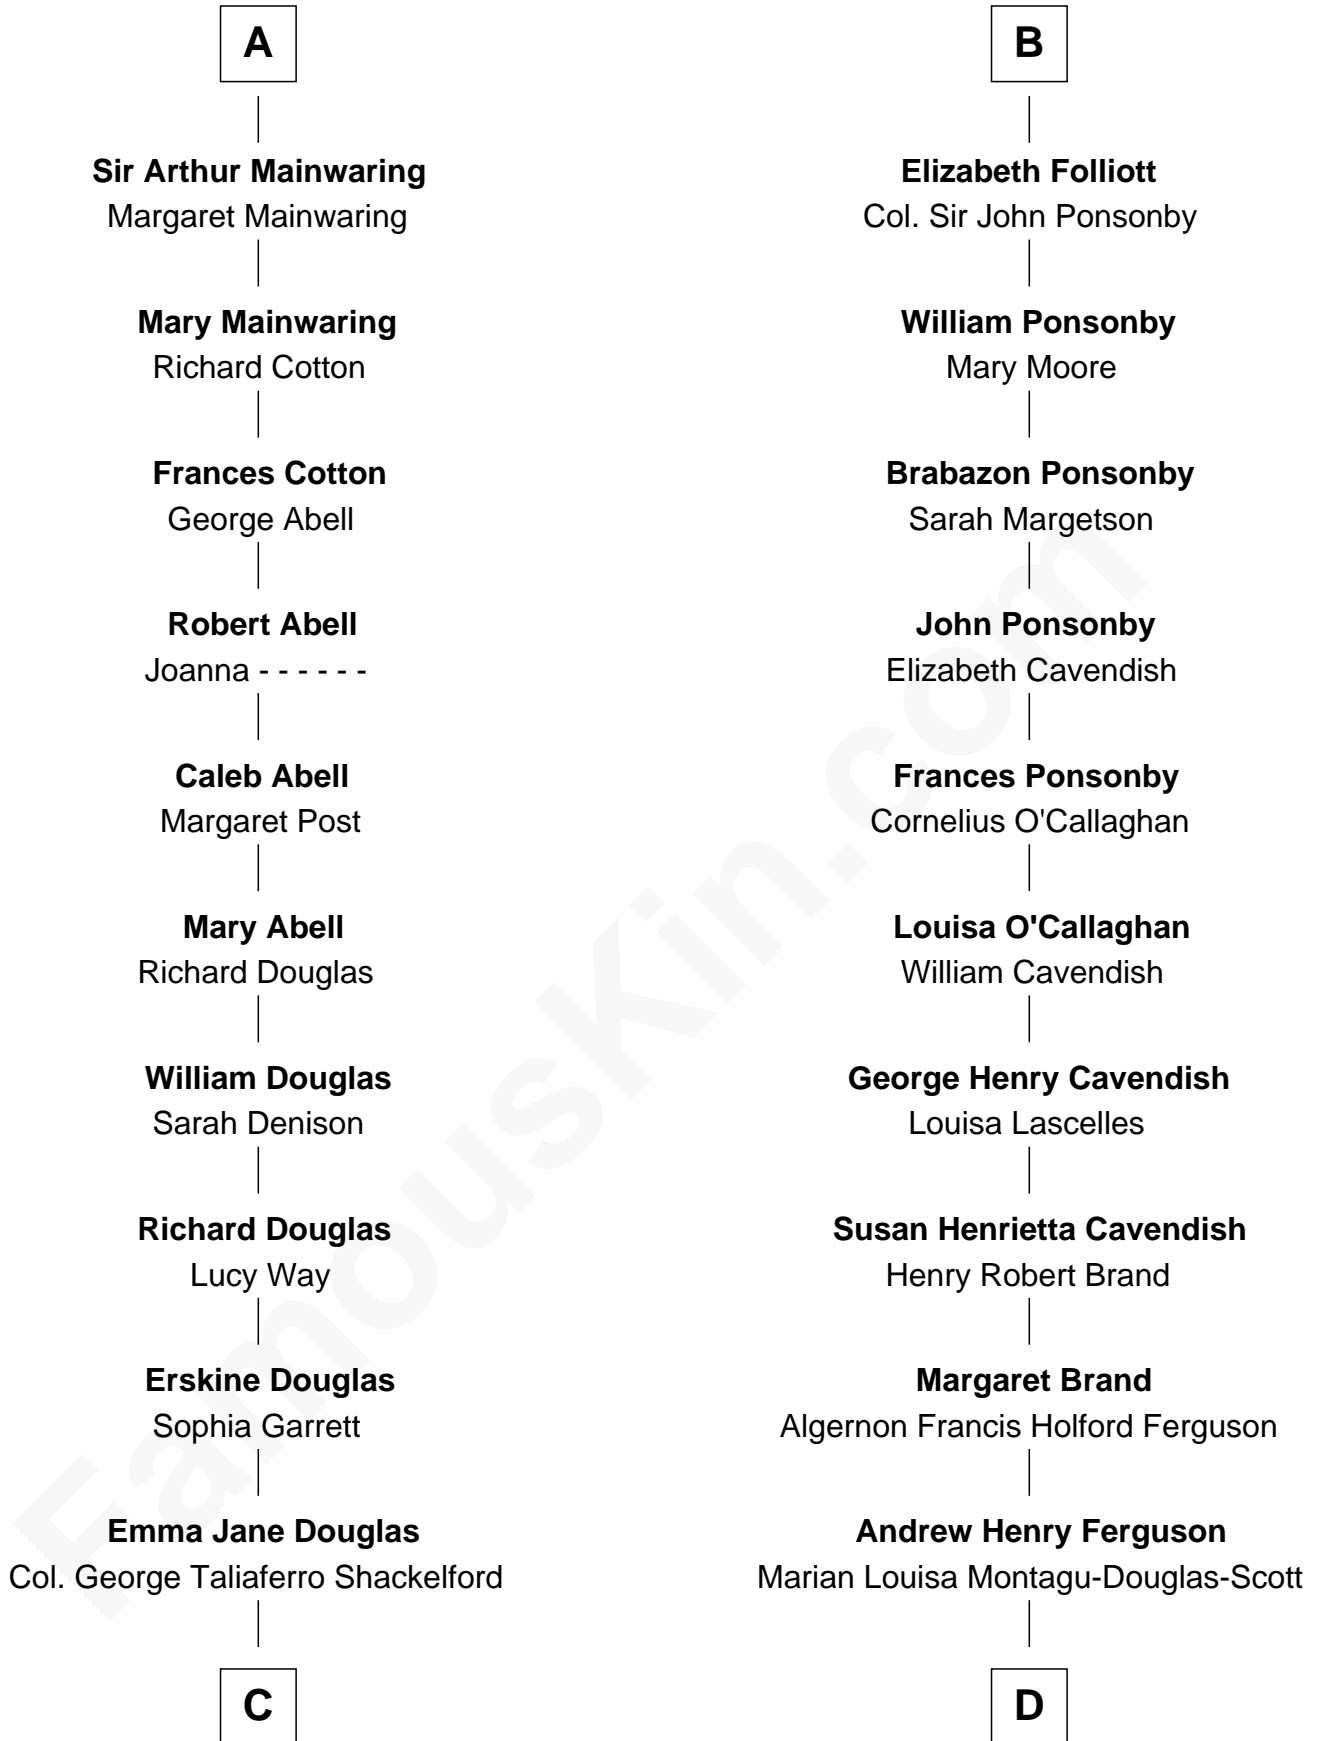 A
Sir Arthur Mainwaring
Margaret Mainwaring
Mary Mainwaring
Richard Cotton
Frances Cotton
George Abell
Robert Abell
Joanna - - - - - -
Caleb Abell
Margaret Post
Mary Abell
Richard Douglas
William Douglas
Sarah Denison
Richard Douglas
Lucy Way
Erskine Douglas
Sophia Garrett
Emma Jane Douglas
Col. George Taliaferro Shackelford
C
B
Elizabeth Folliott
Col. Sir John Ponsonby
William Ponsonby
Mary Moore
Brabazon Ponsonby
Sarah Margetson
John Ponsonby
Elizabeth Cavendish
Frances Ponsonby
Cornelius O'Callaghan
Louisa O'Callaghan
William Cavendish
George Henry Cavendish
Louisa Lascelles
Susan Henrietta Cavendish
Henry Robert Brand
Margaret Brand
Algernon Francis Holford Ferguson
Andrew Henry Ferguson
Marian Louisa Montagu-Douglas-Scott
D
FamousKin.com